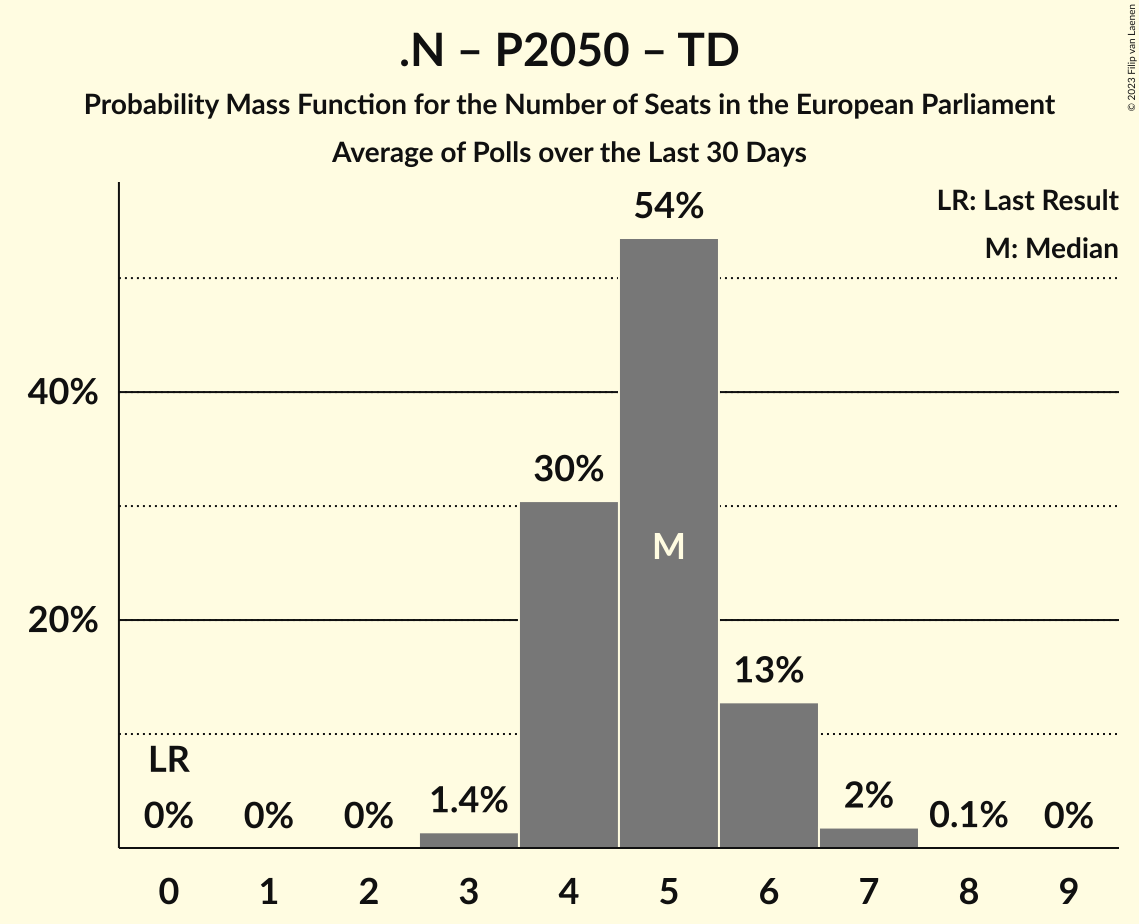 .N – P2050 – TD
Probability Mass Function for the Number of Seats in the European Parliament
Average of Polls over the Last 30 Days
© 2023 Filip van Laenen
LR: Last Result
M: Median
54%
40%
30%
M
20%
13%
LR
0% 0% 0% 1.4% 2% 0.1% 0%
0 1 2 3 4 5 6 7 8 9